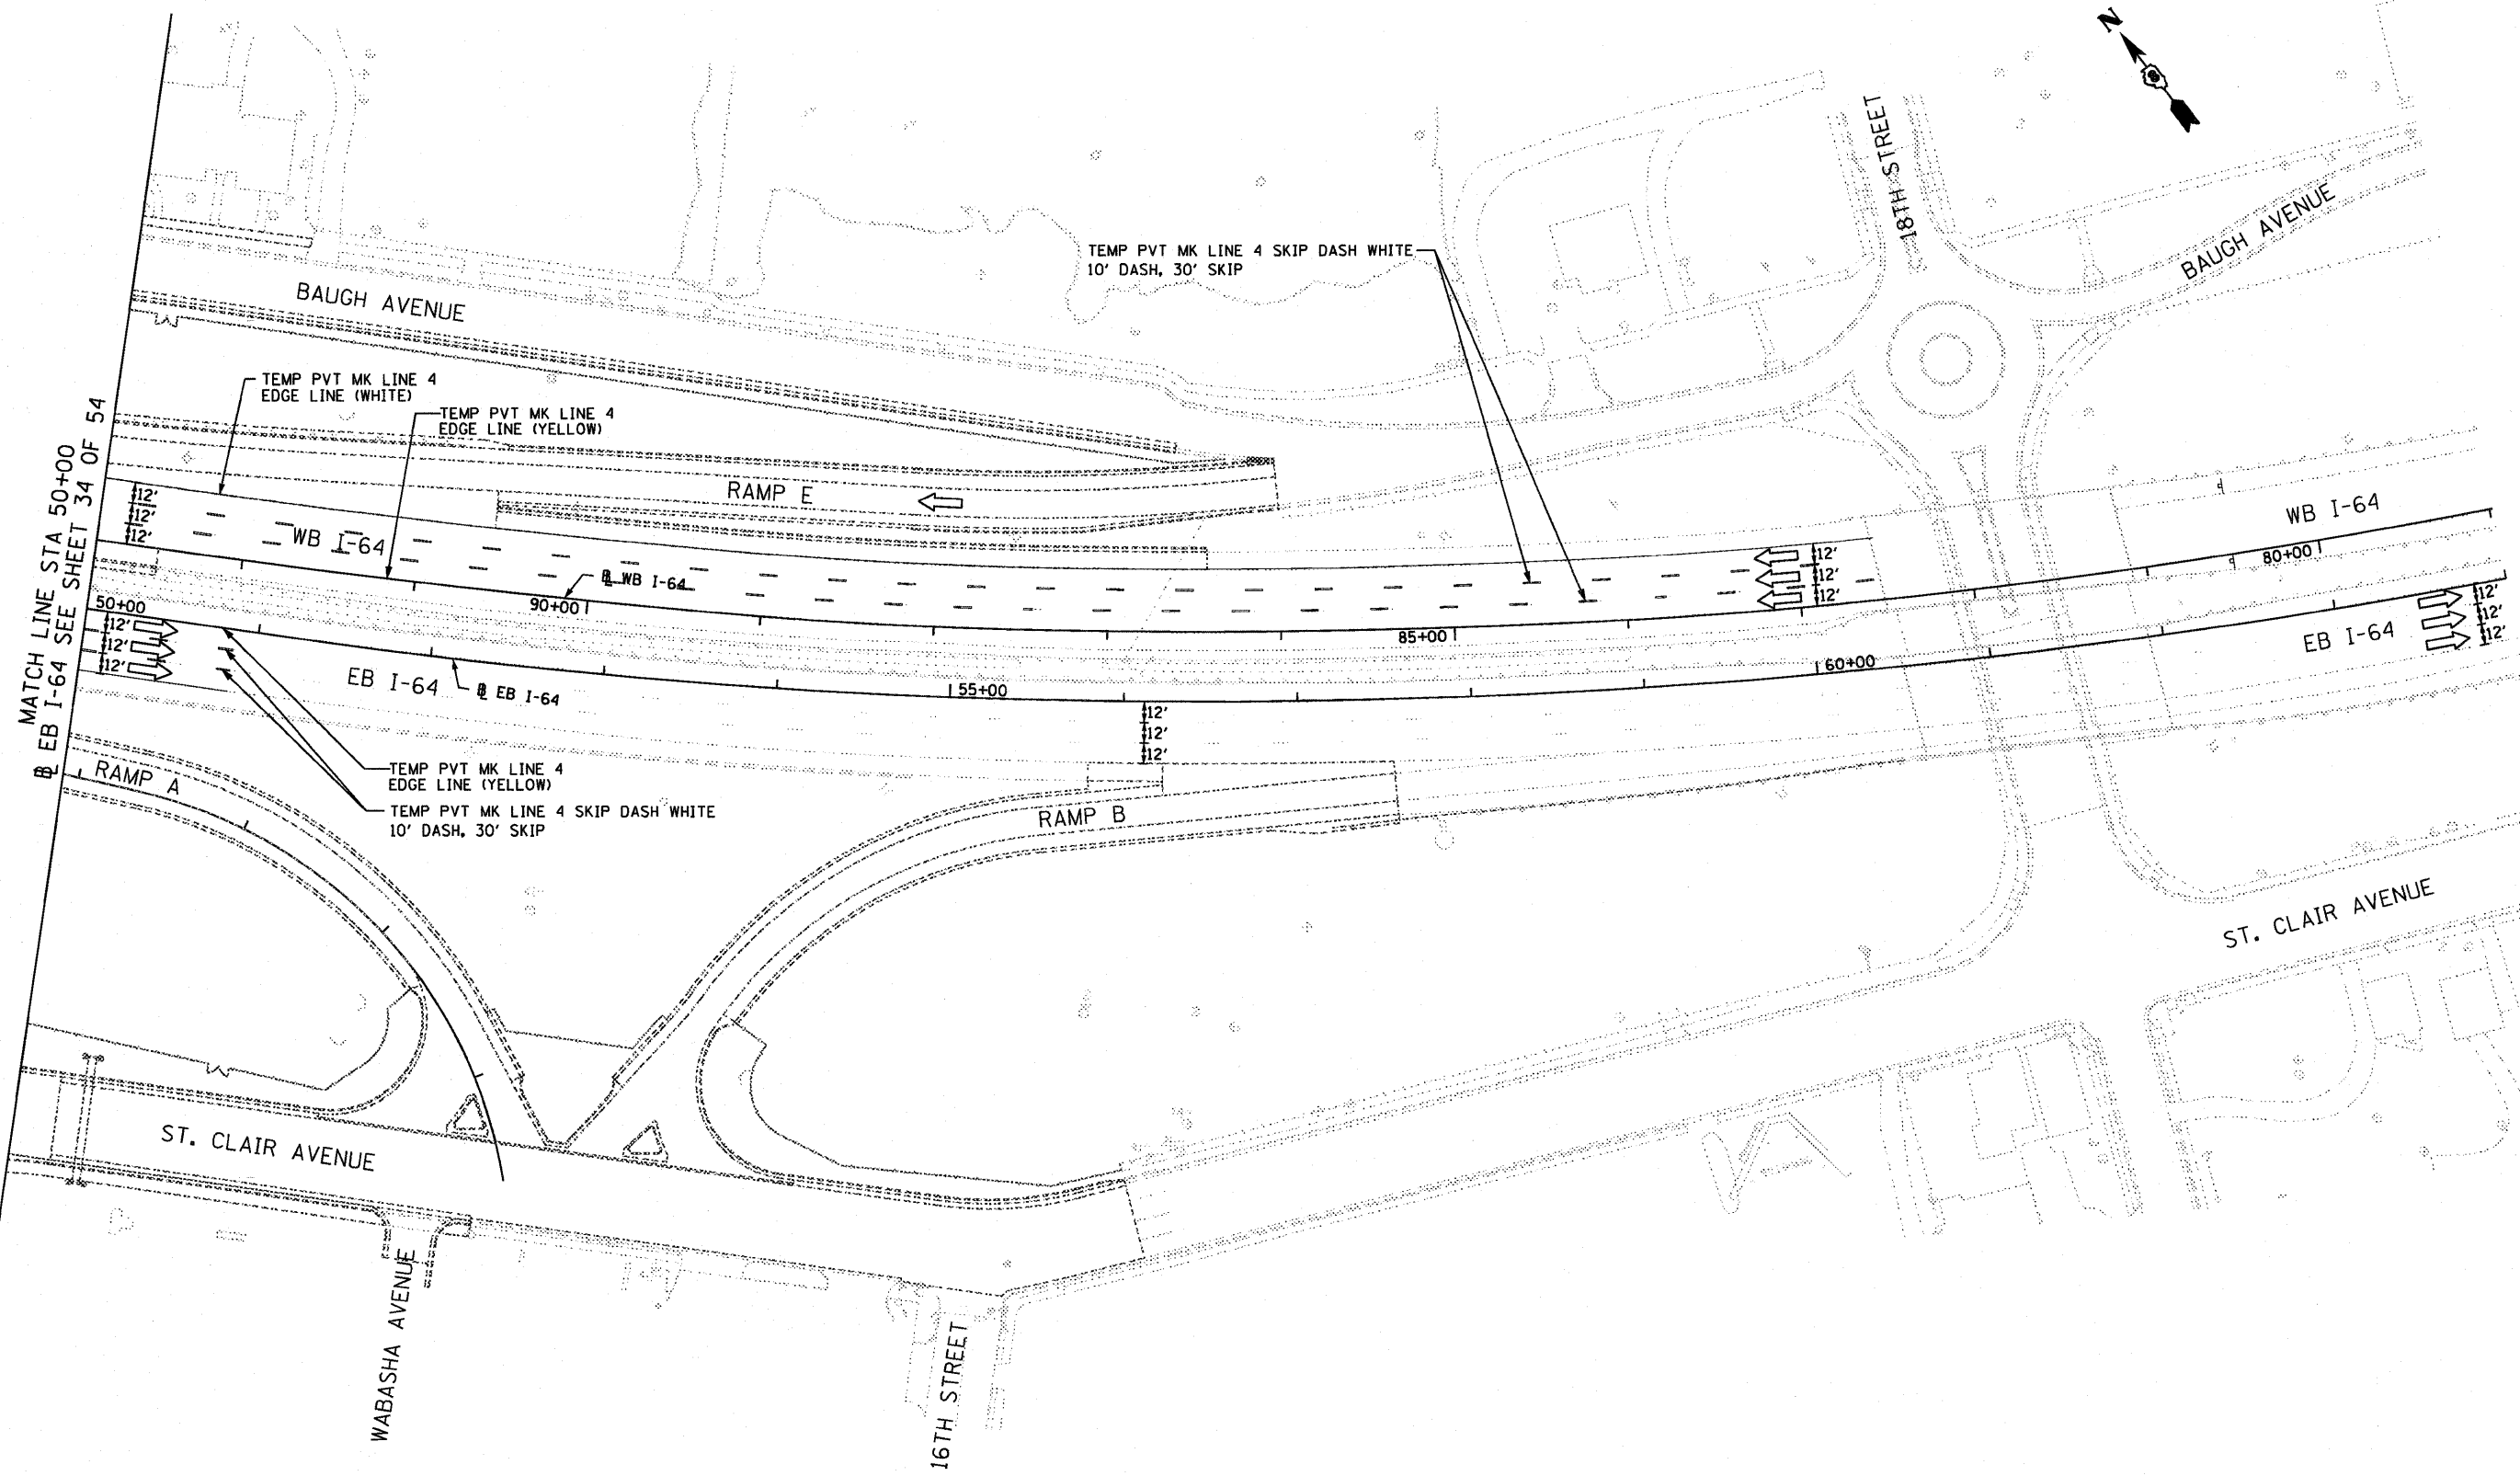 N
18TH STREET
BAUGH AVENUE
TEMP PVT MK LINE 4 SKIP DASH WHITE
10' DASH, 30' SKIP
BAUGH AVENUE
TEMP PVT MK LINE 4
EDGE LINE (WHITE)
TEMP PVT MK LINE 4
EDGE LINE (YELLOW)
MATCH LINE STA 50+00
℄ EB I-64 SEE SHEET 34 OF 54
RAMP E
12'
12'
12'
WB I-64
℄ WB I-64
90+00
85+00
12'
12'
12'
WB I-64
80+00
50+00
12'
12'
12'
EB I-64
℄ EB I-64
55+00
60+00
EB I-64
12'
12'
12'
12'
12'
12'
TEMP PVT MK LINE 4
EDGE LINE (YELLOW)
TEMP PVT MK LINE 4 SKIP DASH WHITE
10' DASH, 30' SKIP
RAMP A
RAMP B
ST. CLAIR AVENUE
ST. CLAIR AVENUE
WABASHA AVENUE
16TH STREET